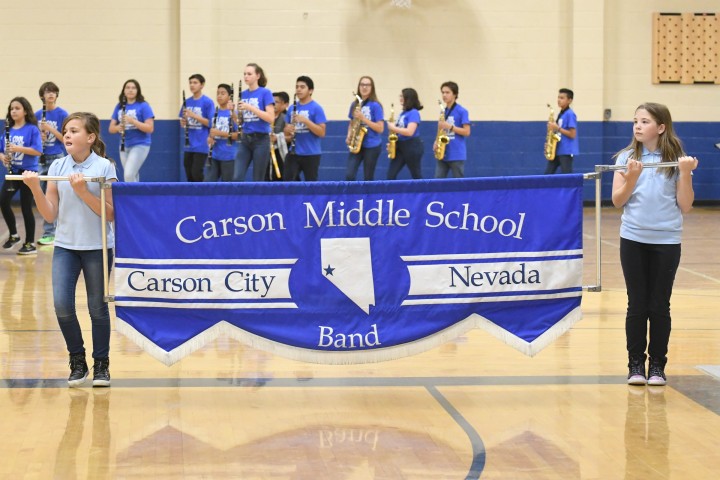 Carson Middle School
Carson City
Nevada
Band